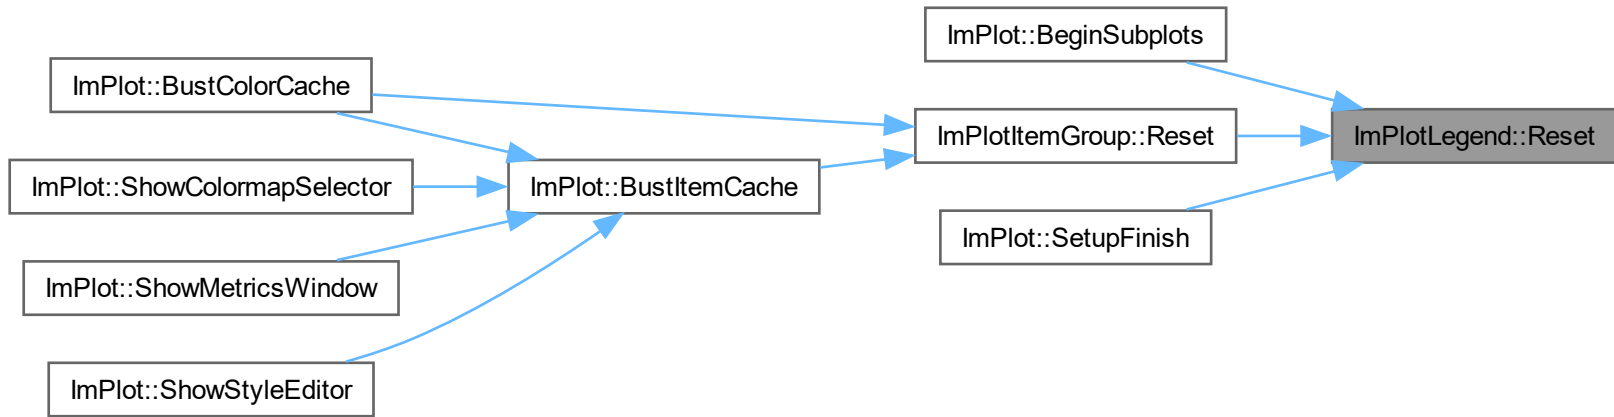 ImPlot::BeginSubplots
ImPlot::BustColorCache
ImPlotItemGroup::Reset
ImPlotLegend::Reset
ImPlot::ShowColormapSelector
ImPlot::BustItemCache
ImPlot::SetupFinish
ImPlot::ShowMetricsWindow
ImPlot::ShowStyleEditor